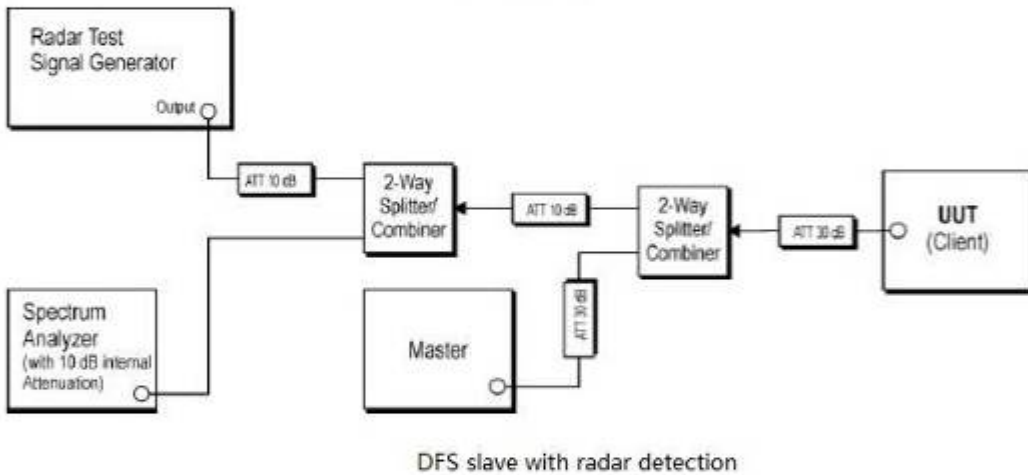 Radar Test
Signal Generator
Output
ATT 10 dB
2-Way
Splitter/
Combiner
ATT 10 dB
2-Way
Splitter/
Combiner
ATT 30 dB
UUT
(Client)
Spectrum
Analyzer
(with 10 dB internal
Attenuation)
Master
ATT 30 dB
DFS slave with radar detection